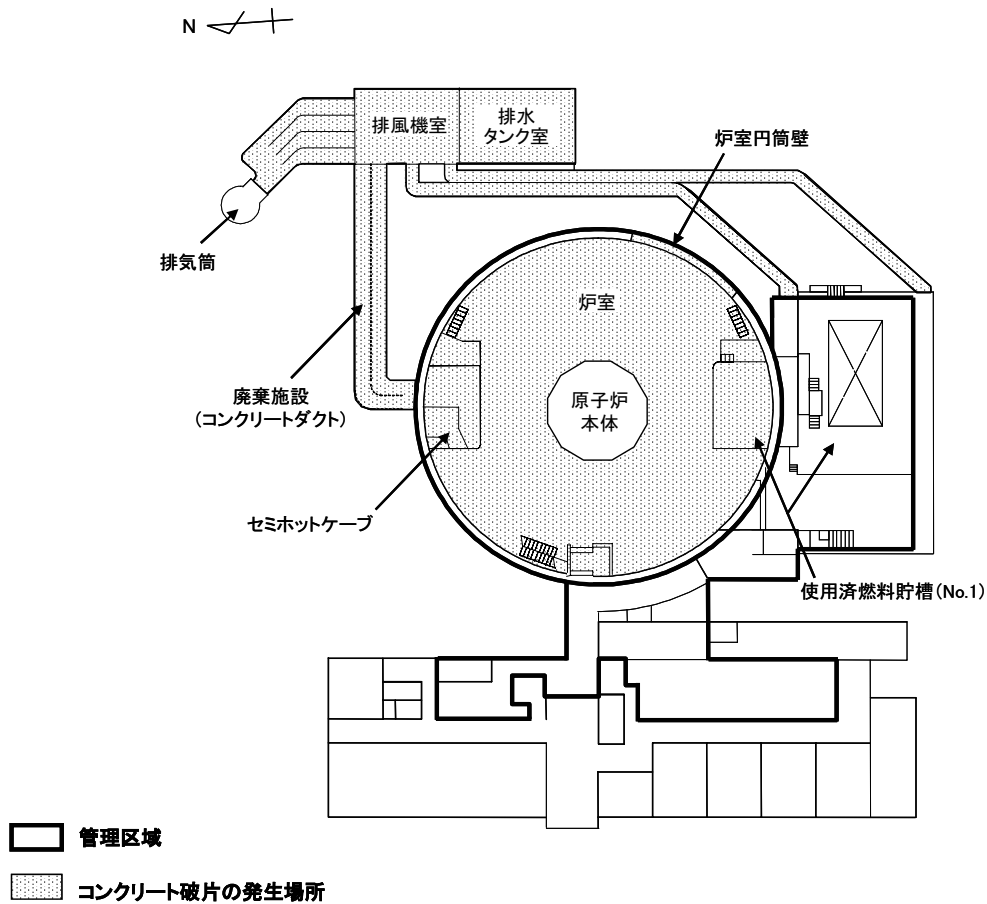 N
排風機室
排水
タンク室
炉室円筒壁
排気筒
炉室
廃棄施設
(コンクリートダクト)
原子炉
本体
セミホットケーブ
使用済燃料貯槽(No.1)
管理区域
コンクリート破片の発生場所